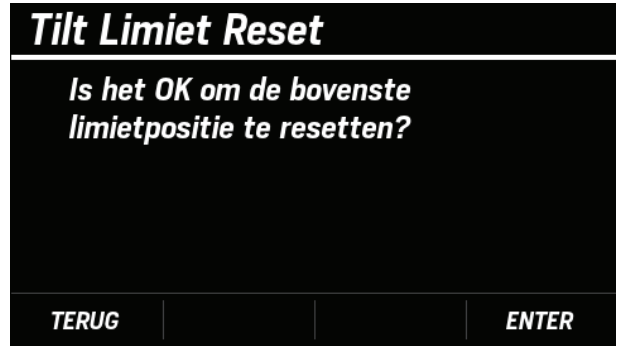 Tilt Limiet Reset
Is het OK om de bovenste
limietpositie te resetten?
TERUG
ENTER